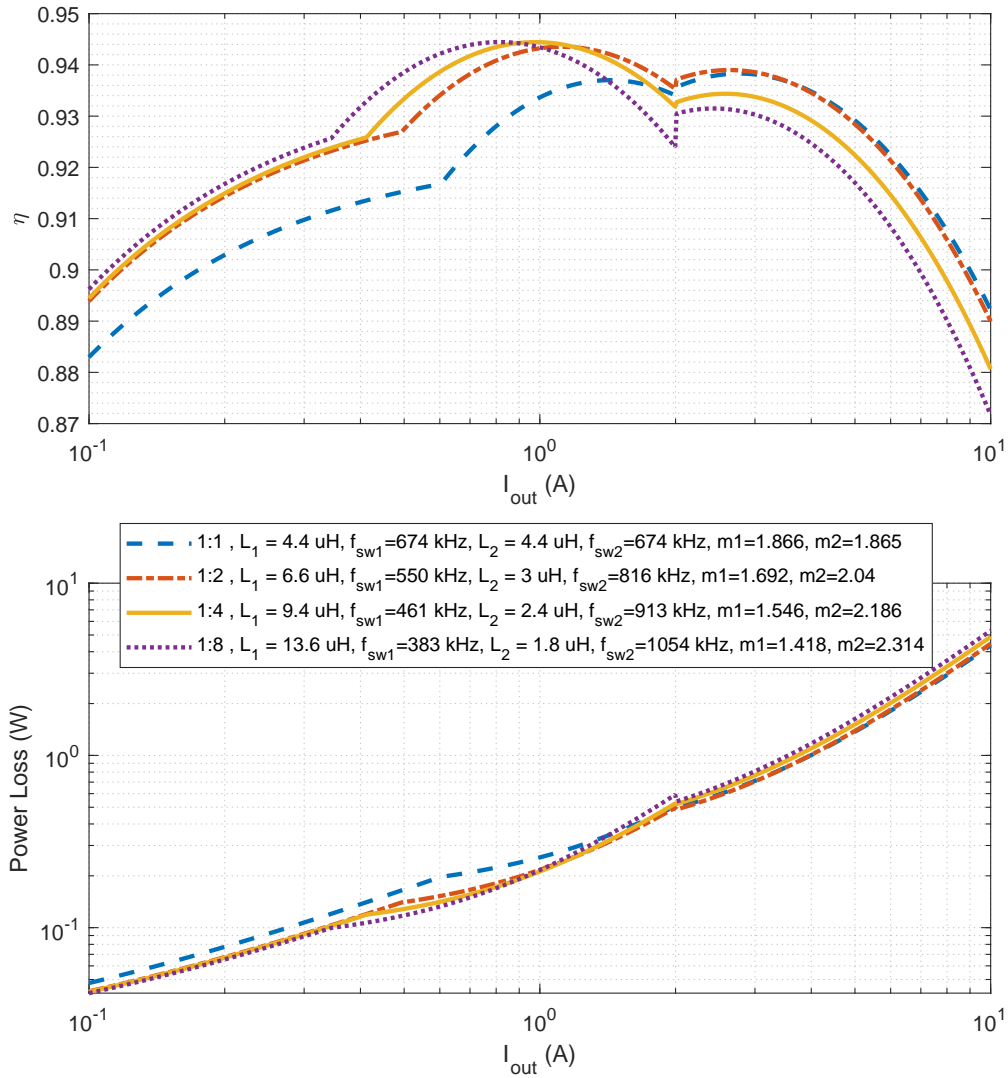 0.95
0.94
0.93
0.92
0.91
0.9
0.89
0.88
0.87
η
10^-1
10^0
10^1
I_out (A)
1:1 , L_1 = 4.4 uH, f_sw1=674 kHz, L_2 = 4.4 uH, f_sw2=674 kHz, m1=1.866, m2=1.865
1:2 , L_1 = 6.6 uH, f_sw1=550 kHz, L_2 = 3 uH, f_sw2=816 kHz, m1=1.692, m2=2.04
1:4 , L_1 = 9.4 uH, f_sw1=461 kHz, L_2 = 2.4 uH, f_sw2=913 kHz, m1=1.546, m2=2.186
1:8 , L_1 = 13.6 uH, f_sw1=383 kHz, L_2 = 1.8 uH, f_sw2=1054 kHz, m1=1.418, m2=2.314
10^1
10^0
10^-1
Power Loss (W)
10^-1
10^0
10^1
I_out (A)